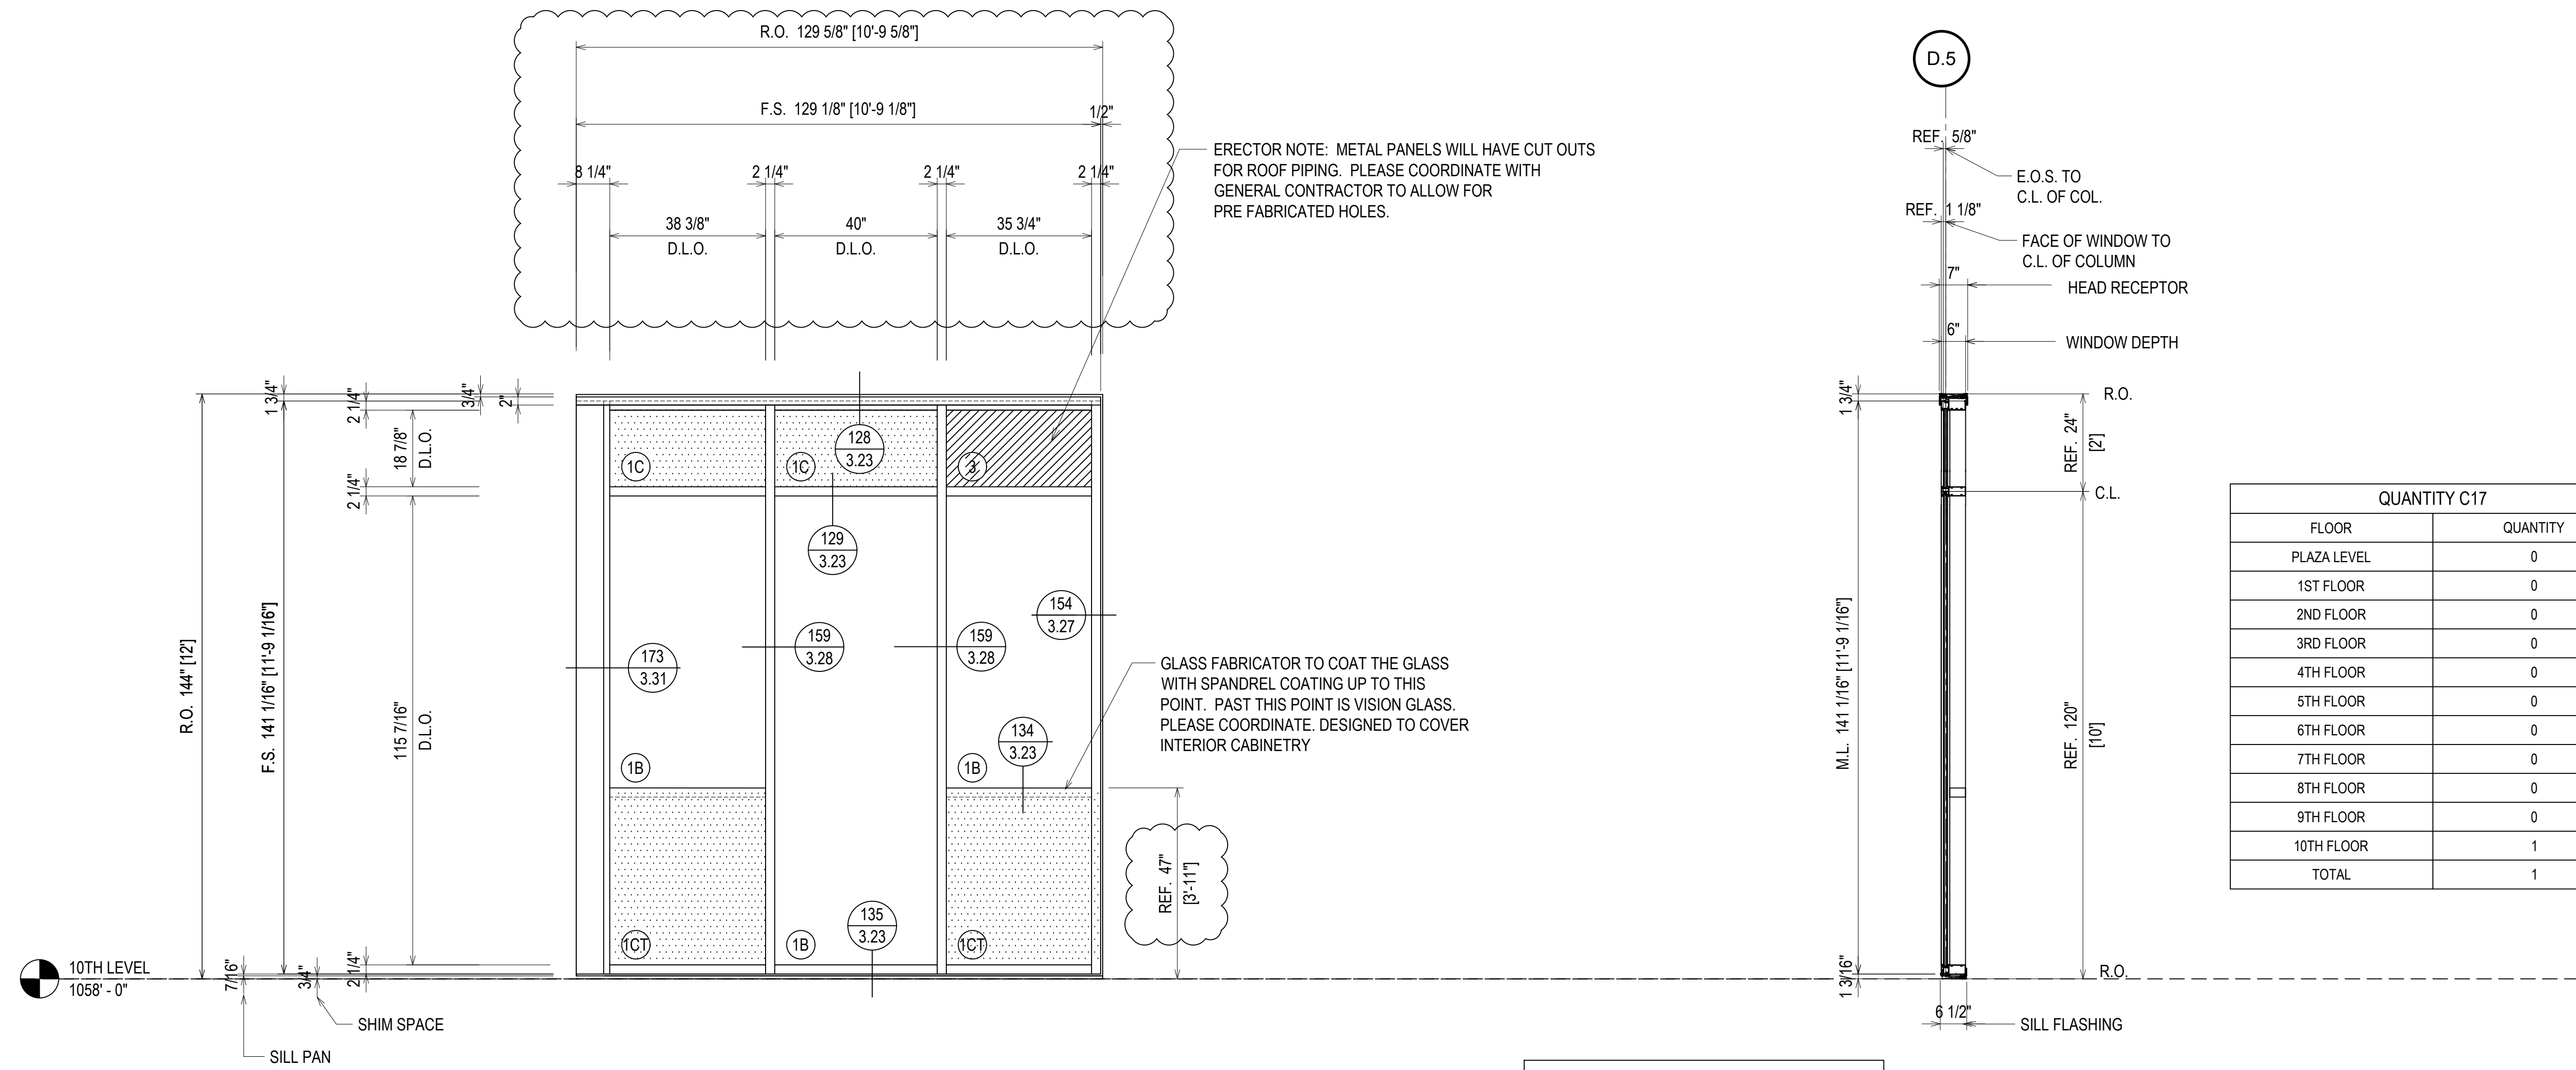 R.O. 129 5/8" [10'-9 5/8"]
F.S. 129 1/8" [10'-9 1/8"]
1/2"
8 1/4"
2 1/4"
2 1/4"
2 1/4"
38 3/8"
D.L.O.
40"
D.L.O.
35 3/4"
D.L.O.
ERECTOR NOTE: METAL PANELS WILL HAVE CUT OUTS
FOR ROOF PIPING. PLEASE COORDINATE WITH
GENERAL CONTRACTOR TO ALLOW FOR
PRE FABRICATED HOLES.
R.O. 144" [12']
F.S. 141 1/16" [11'-9 1/16"]
1 3/4"
2 1/4"
18 7/8"
D.L.O.
2 1/4"
115 7/16"
D.L.O.
2 1/4"
3/4"
2"
7/16"
3/4"
10TH LEVEL
1058' - 0"
SHIM SPACE
SILL PAN
1C
1C
128
3.23
3
129
3.23
154
3.27
173
3.31
159
3.28
159
3.28
1B
1B
134
3.23
1CT
1B
135
3.23
1CT
GLASS FABRICATOR TO COAT THE GLASS
WITH SPANDREL COATING UP TO THIS
POINT. PAST THIS POINT IS VISION GLASS.
PLEASE COORDINATE. DESIGNED TO COVER
INTERIOR CABINETRY
REF. 47"
[3'-11"]
D.5
REF. 5/8"
E.O.S. TO
C.L. OF COL.
REF. 1 1/8"
FACE OF WINDOW TO
C.L. OF COLUMN
7"
HEAD RECEPTOR
6"
WINDOW DEPTH
1 3/4"
R.O.
REF. 24"
[2']
C.L.
M.L. 141 1/16" [11'-9 1/16"]
REF. 120"
[10']
1 3/16"
R.O.
6 1/2"
SILL FLASHING
QUANTITY C17
FLOOR QUANTITY
PLAZA LEVEL 0
1ST FLOOR 0
2ND FLOOR 0
3RD FLOOR 0
4TH FLOOR 0
5TH FLOOR 0
6TH FLOOR 0
7TH FLOOR 0
8TH FLOOR 0
9TH FLOOR 0
10TH FLOOR 1
TOTAL 1